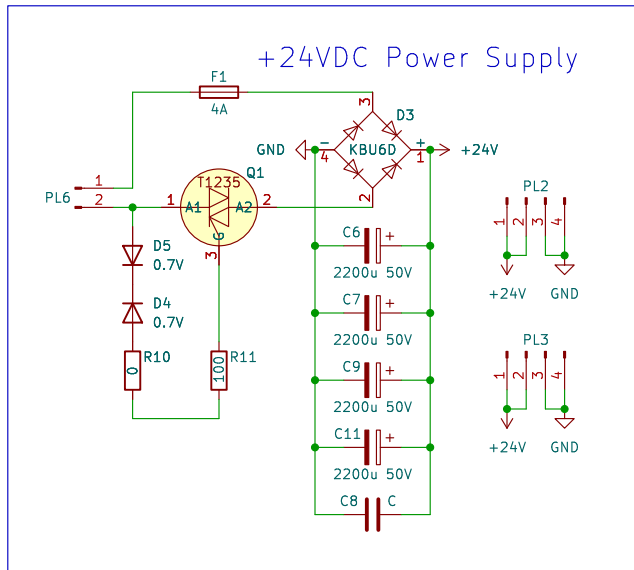 +24VDC Power Supply
F1
4A
3
D3
GND
-
4
KBU6D
+
1
+24V
2
PL6
1
2
1
T1235
Q1
A1
A2
2
G
3
D5
0.7V
D4
0.7V
R10
0
R11
100
C6
+
2200u 50V
C7
+
2200u 50V
C9
+
2200u 50V
C11
+
2200u 50V
C8
C
PL2
1
2
3
4
+24V
GND
PL3
1
2
3
4
+24V
GND